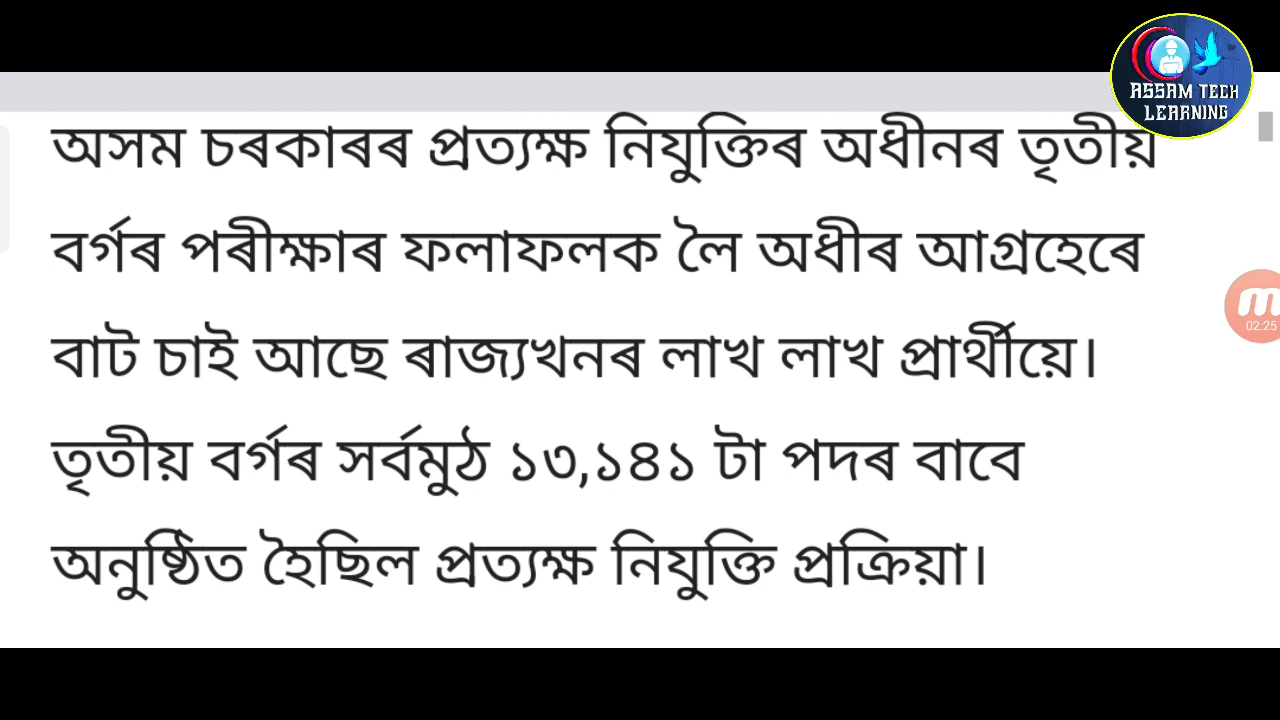 ASSAM TECH
LEARNING
অসম চৰকাৰৰ প্ৰত্যক্ষ নিযুক্তিৰ অধীনৰ তৃতীয়
বৰ্গৰ পৰীক্ষাৰ ফলাফলক লৈ অধীৰ আগ্ৰহেৰে
বাট চাই আছে ৰাজ্যখনৰ লাখ লাখ প্ৰাৰ্থীয়ে।
তৃতীয় বৰ্গৰ সৰ্বমুঠ ১৩,১৪১ টা পদৰ বাবে
অনুষ্ঠিত হৈছিল প্ৰত্যক্ষ নিযুক্তি প্ৰক্ৰিয়া।
02:25